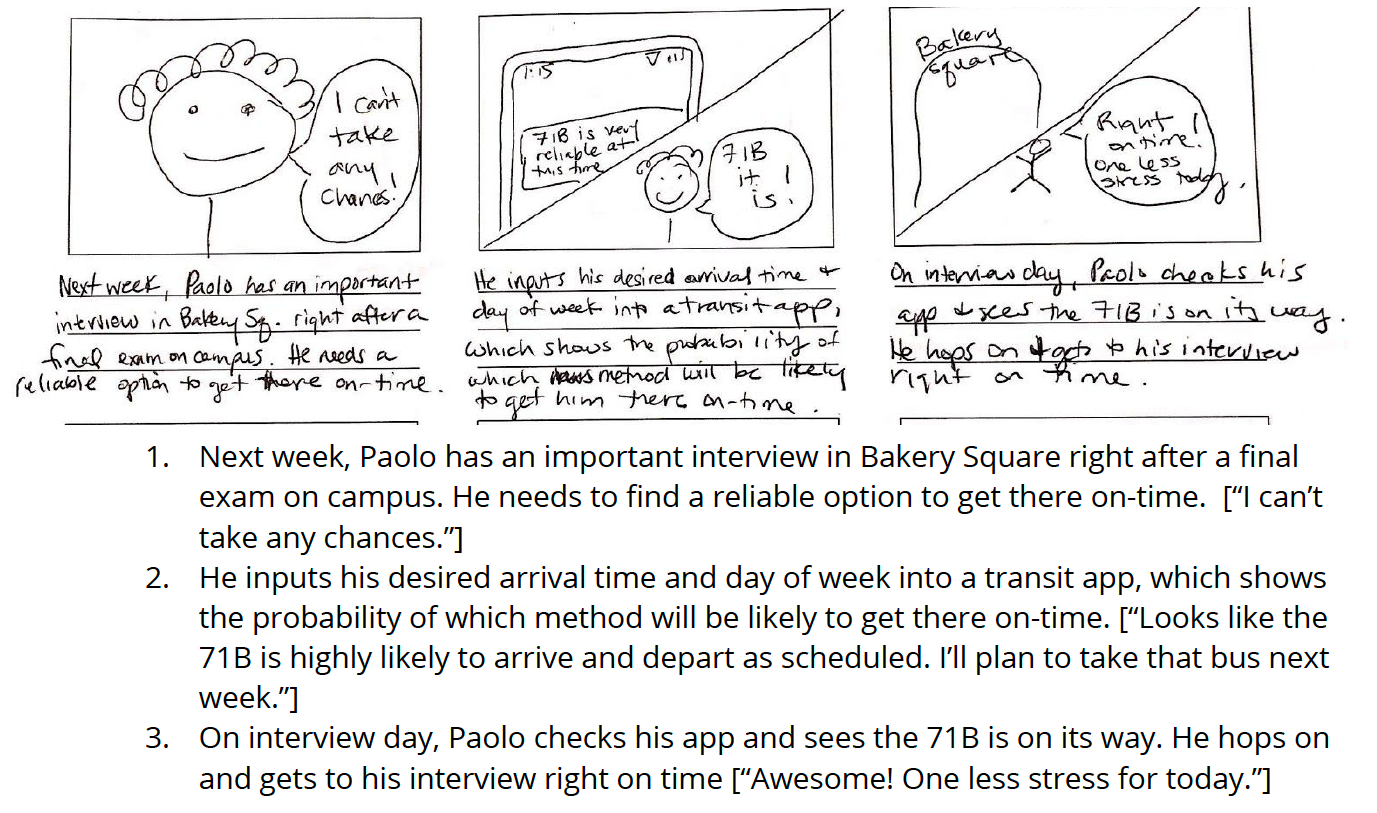 I can't
take
any
chances!
Next week, Paolo has an important
interview in Bakery Sq. right after a
final exam on campus. He needs a
reliable option to get there on-time.
1:15
71B is very
reliable at
this time
71B
it
is!
He inputs his desired arrival time &
day of week into a transit app,
which shows the probability of
which method will be likely
to get him there on-time.
Bakery
square
Right
on time!
one less
stress today.
On interview day, Paolo checks his
app & sees the 71B is on its way.
He hops on & gets to his interview
right on time.
1. Next week, Paolo has an important interview in Bakery Square right after a final
exam on campus. He needs to find a reliable option to get there on-time.  [“I can’t
take any chances.”]
2. He inputs his desired arrival time and day of week into a transit app, which shows
the probability of which method will be likely to get there on-time. [“Looks like the
71B is highly likely to arrive and depart as scheduled. I’ll plan to take that bus next
week.”]
3. On interview day, Paolo checks his app and sees the 71B is on its way. He hops on
and gets to his interview right on time [“Awesome! One less stress for today.”]